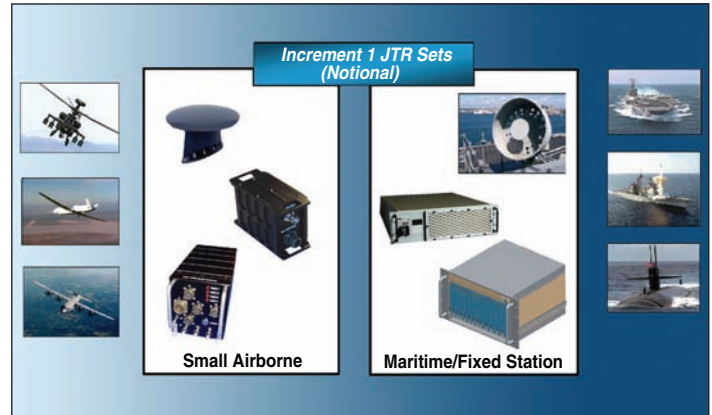 Increment 1 JTR Sets
(Notional)
Small Airborne
Maritime/Fixed Station